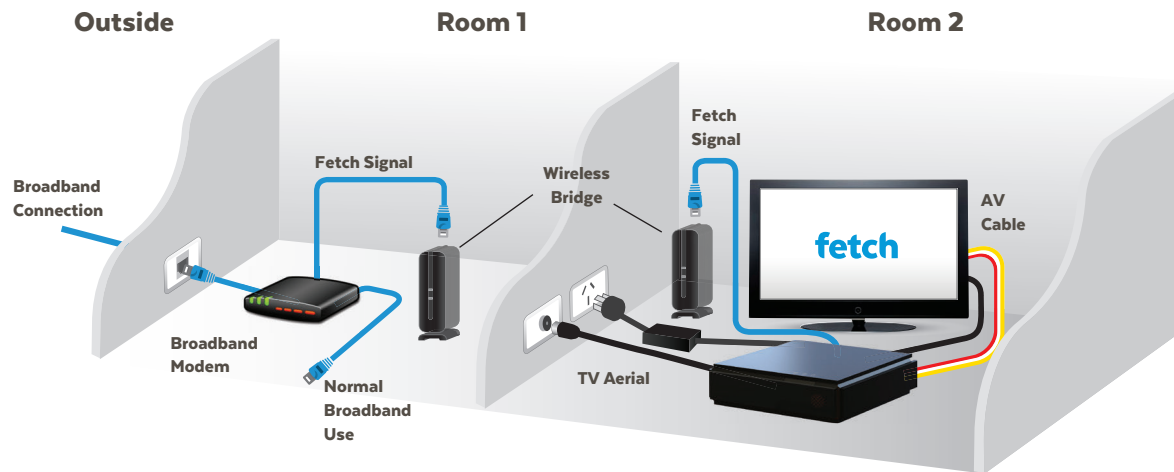 Outside
Room 1
Room 2
Broadband
Connection
Fetch Signal
Wireless
Bridge
Fetch
Signal
AV
Cable
fetch
Broadband
Modem
Normal
Broadband
Use
TV Aerial